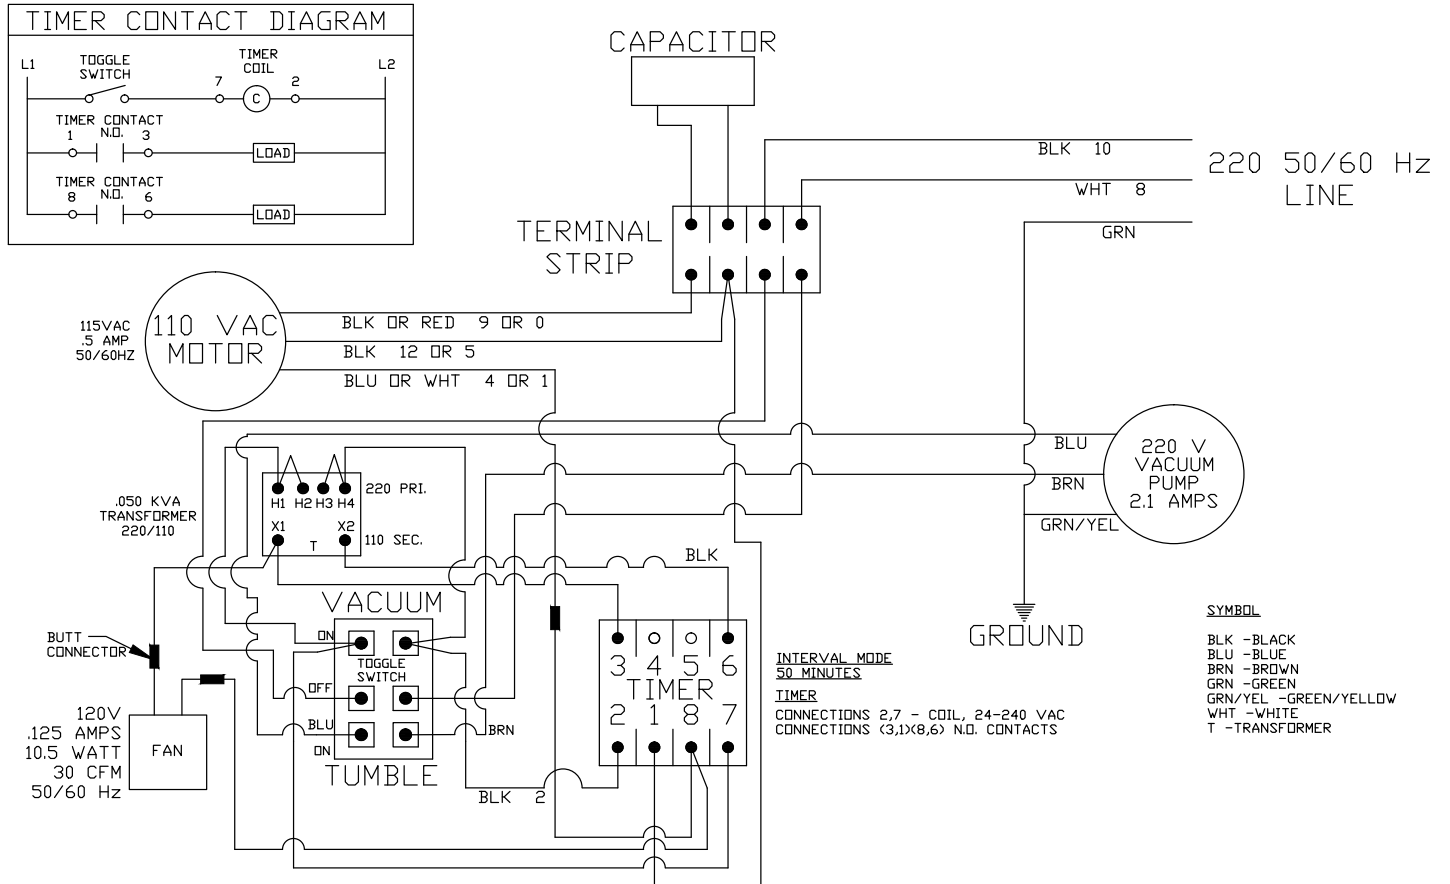 TIMER CONTACT DIAGRAM
L1
TOGGLE
SWITCH
TIMER
COIL
L2
7
C
2
TIMER CONTACT
N.O.
1
3
LOAD
TIMER CONTACT
N.O.
8
6
LOAD
CAPACITOR
BLK 10
WHT 8
GRN
220 50/60 Hz
LINE
TERMINAL
STRIP
115VAC
.5 AMP
50/60HZ
110 VAC
MOTOR
BLK OR RED 9 OR 0
BLK 12 OR 5
BLU OR WHT 4 OR 1
BLU
BRN
GRN/YEL
220 V
VACUUM
PUMP
2.1 AMPS
.050 KVA
TRANSFORMER
220/110
H1 H2 H3 H4
220 PRI.
X1
X2
T
110 SEC.
BLK
VACUUM
ON
TOGGLE
SWITCH
OFF
BLU
BRN
ON
TUMBLE
BLK 2
3 4 5 6
TIMER
2 1 8 7
BUTT
CONNECTOR
120V
.125 AMPS
10.5 WATT
30 CFM
50/60 Hz
FAN
INTERVAL MODE
50 MINUTES
TIMER
CONNECTIONS 2,7 - COIL, 24-240 VAC
CONNECTIONS (3,1)(8,6) N.O. CONTACTS
GROUND
SYMBOL
BLK -BLACK
BLU -BLUE
BRN -BROWN
GRN -GREEN
GRN/YEL -GREEN/YELLOW
WHT -WHITE
T -TRANSFORMER